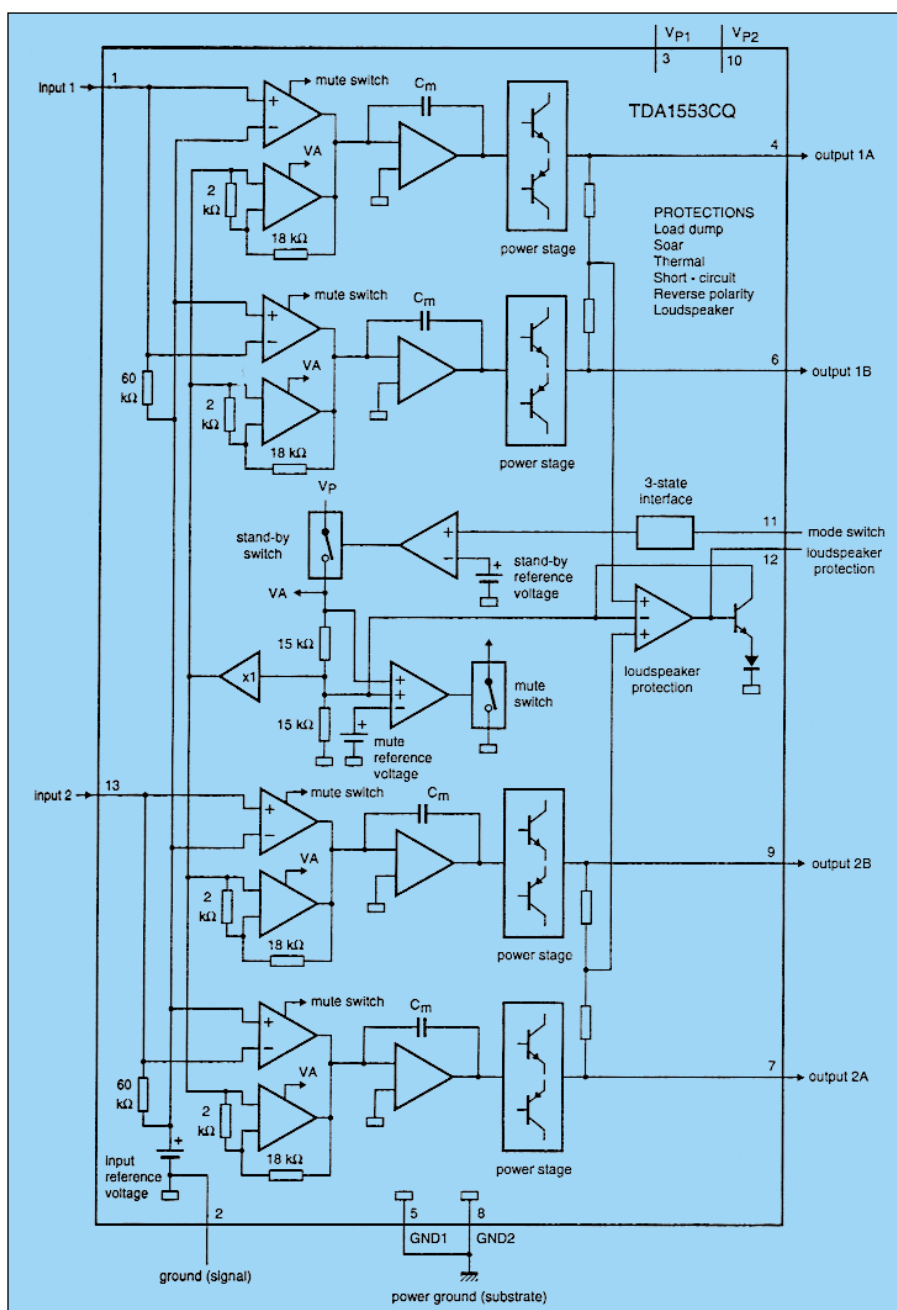 VP1 VP2
3 10
Input 1
1
mute switch
Cm
TDA1553CQ
+
−
VA
4
output 1A
2
kΩ
18 kΩ
power stage
PROTECTIONS
Load dump
Soar
Thermal
Short - circuit
Reverse polarity
Loudspeaker
mute switch
Cm
+
−
VA
6
output 1B
60
kΩ
2
kΩ
18 kΩ
power stage
VP
3-state
interface
stand-by
switch
+
−
+
11
mode switch
12
loudspeaker
protection
stand-by
reference
voltage
VA
15 kΩ
x1
+
+
−
+
−
+
loudspeaker
protection
mute
switch
15 kΩ
+
mute
reference
voltage
input 2
13
mute switch
Cm
+
−
VA
9
output 2B
2
kΩ
18 kΩ
power stage
mute switch
Cm
+
−
VA
7
output 2A
60
kΩ
2
kΩ
18 kΩ
power stage
+
input
reference
voltage
2
5
GND1
8
GND2
ground (signal)
power ground (substrate)